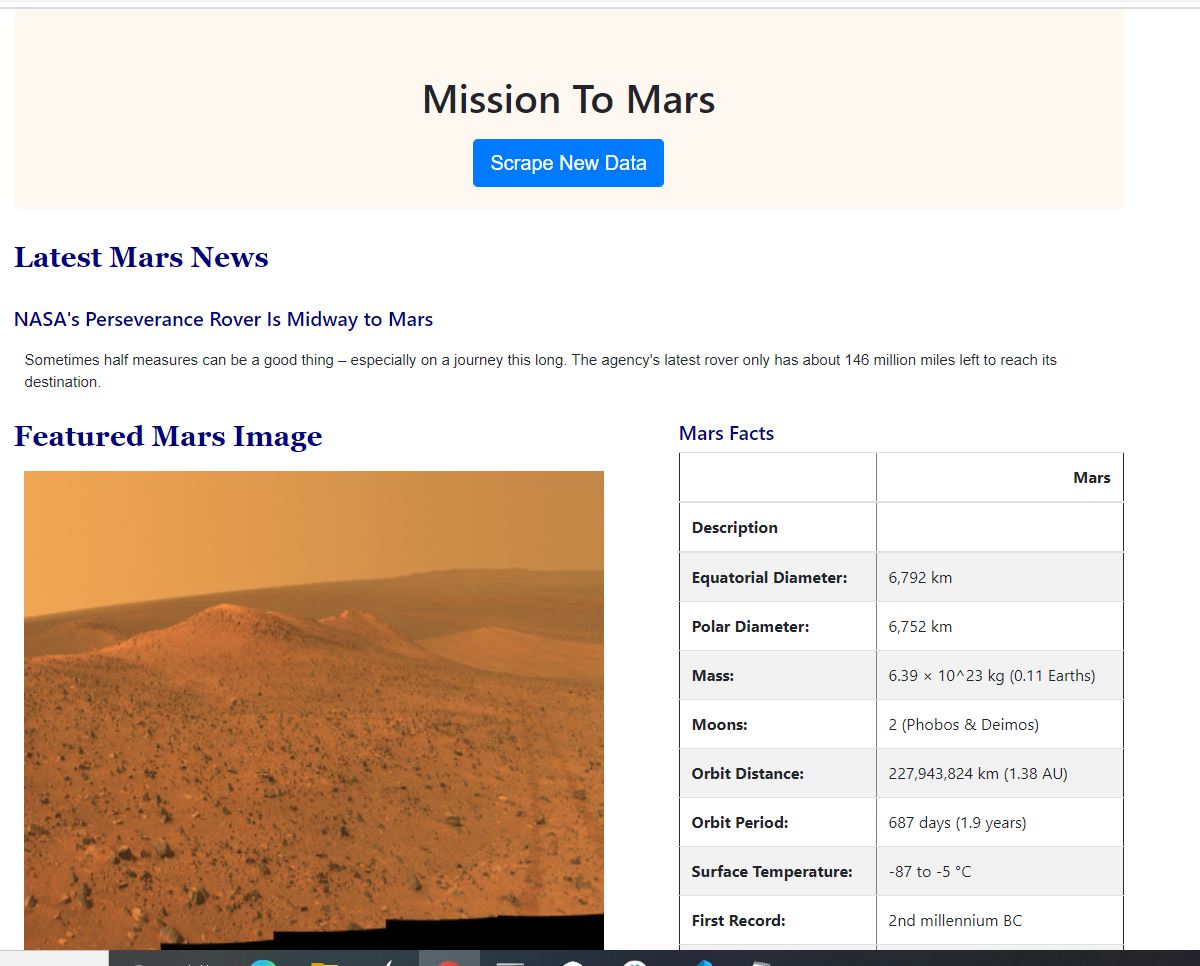 Mission To Mars
Scrape New Data
Latest Mars News
NASA's Perseverance Rover Is Midway to Mars
Sometimes half measures can be a good thing – especially on a journey this long. The agency's latest rover only has about 146 million miles left to reach its
destination.
Featured Mars Image
Mars Facts
Mars
Description
Equatorial Diameter: 6,792 km
Polar Diameter: 6,752 km
Mass: 6.39 × 10^23 kg (0.11 Earths)
Moons: 2 (Phobos & Deimos)
Orbit Distance: 227,943,824 km (1.38 AU)
Orbit Period: 687 days (1.9 years)
Surface Temperature: -87 to -5 °C
First Record: 2nd millennium BC